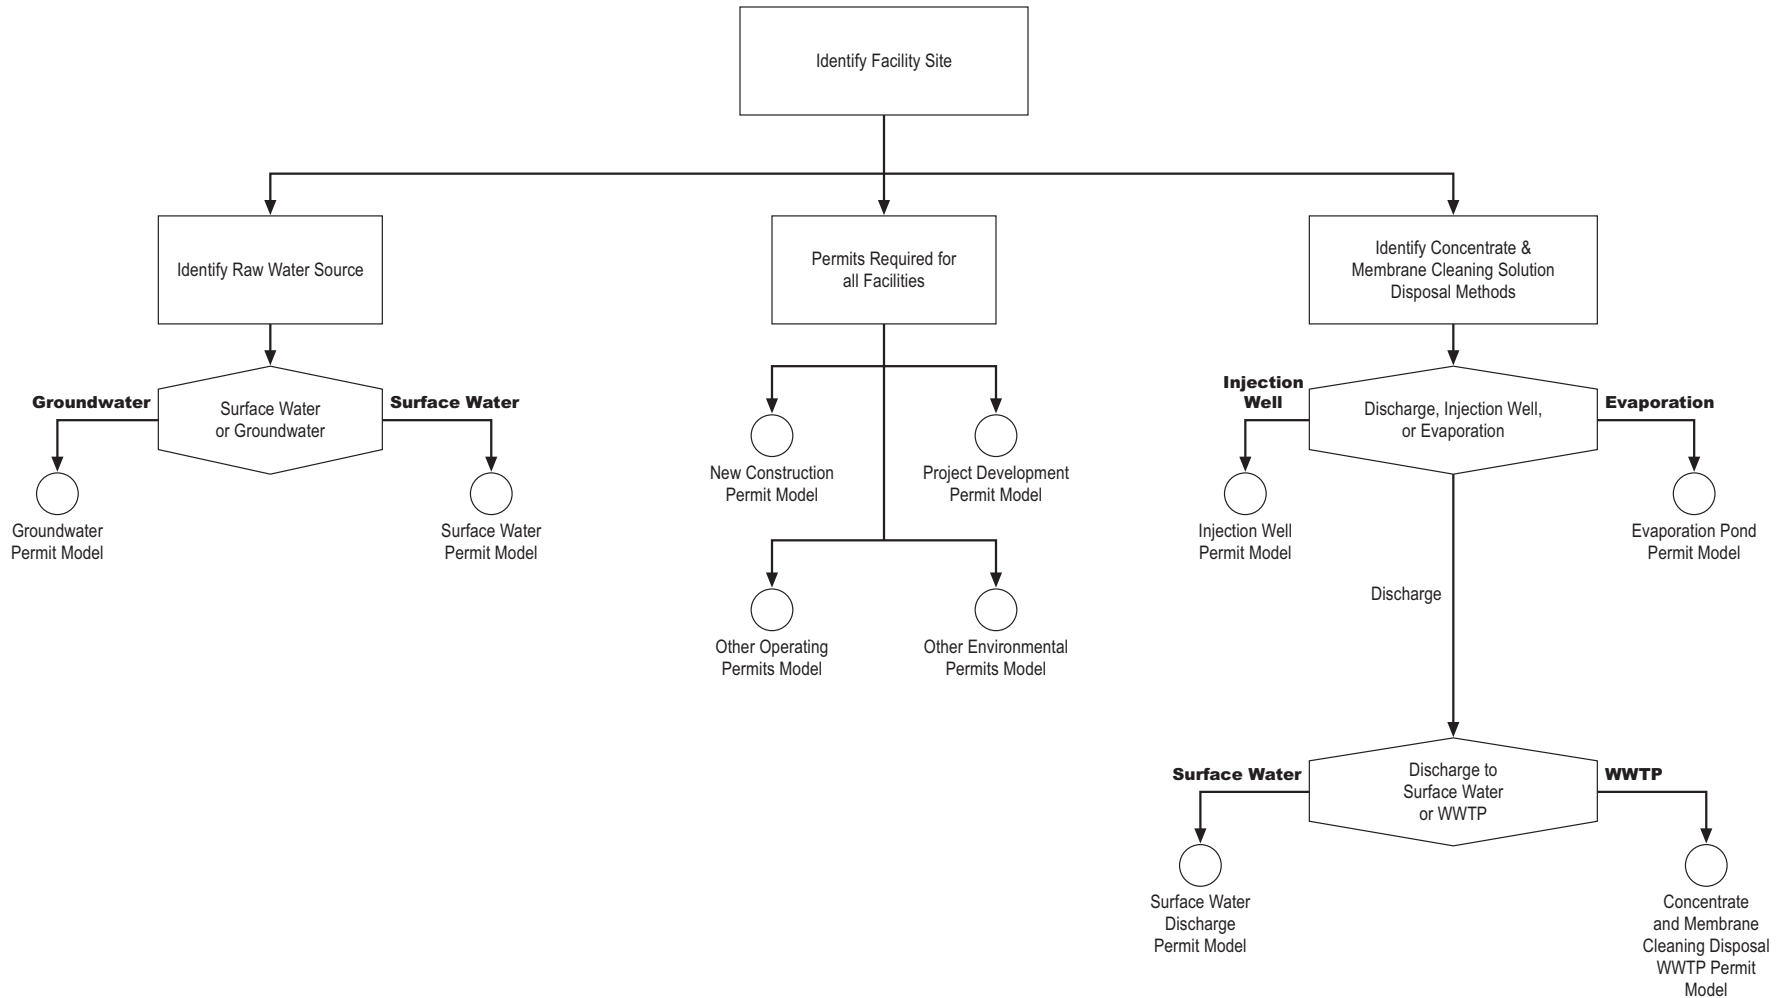 Identify Facility Site
Identify Raw Water Source
Permits Required for
all Facilities
Identify Concentrate &
Membrane Cleaning Solution
Disposal Methods
Groundwater
Surface Water
or Groundwater
Surface Water
Groundwater
Permit Model
Surface Water
Permit Model
New Construction
Permit Model
Project Development
Permit Model
Other Operating
Permits Model
Other Environmental
Permits Model
Injection
Well
Discharge, Injection Well,
or Evaporation
Evaporation
Injection Well
Permit Model
Evaporation Pond
Permit Model
Discharge
Surface Water
Discharge to
Surface Water
or WWTP
WWTP
Surface Water
Discharge
Permit Model
Concentrate
and Membrane
Cleaning Disposal
WWTP Permit
Model